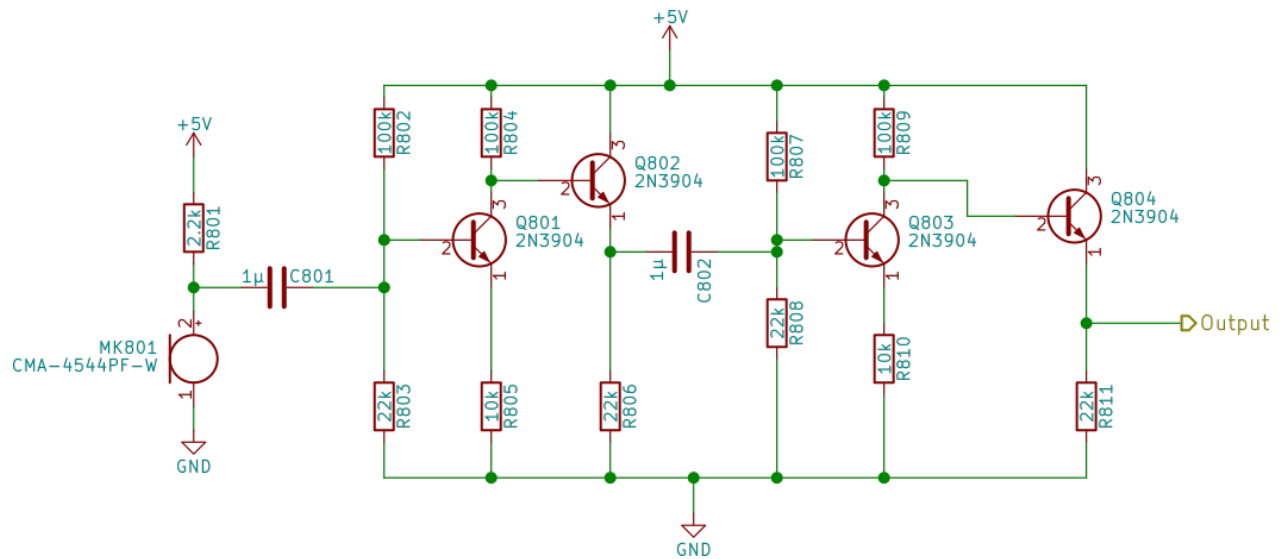 +5V
+5V
2.2k
R801
1µ
C801
2
+
MK801
CMA-4544PF-W
1
GND
100k
R802
22k
R803
100k
R804
2
3
1
Q801
2N3904
10k
R805
2
3
1
Q802
2N3904
22k
R806
1µ
C802
100k
R807
22k
R808
100k
R809
2
3
1
Q803
2N3904
10k
R810
2
3
1
Q804
2N3904
Output
22k
R811
GND